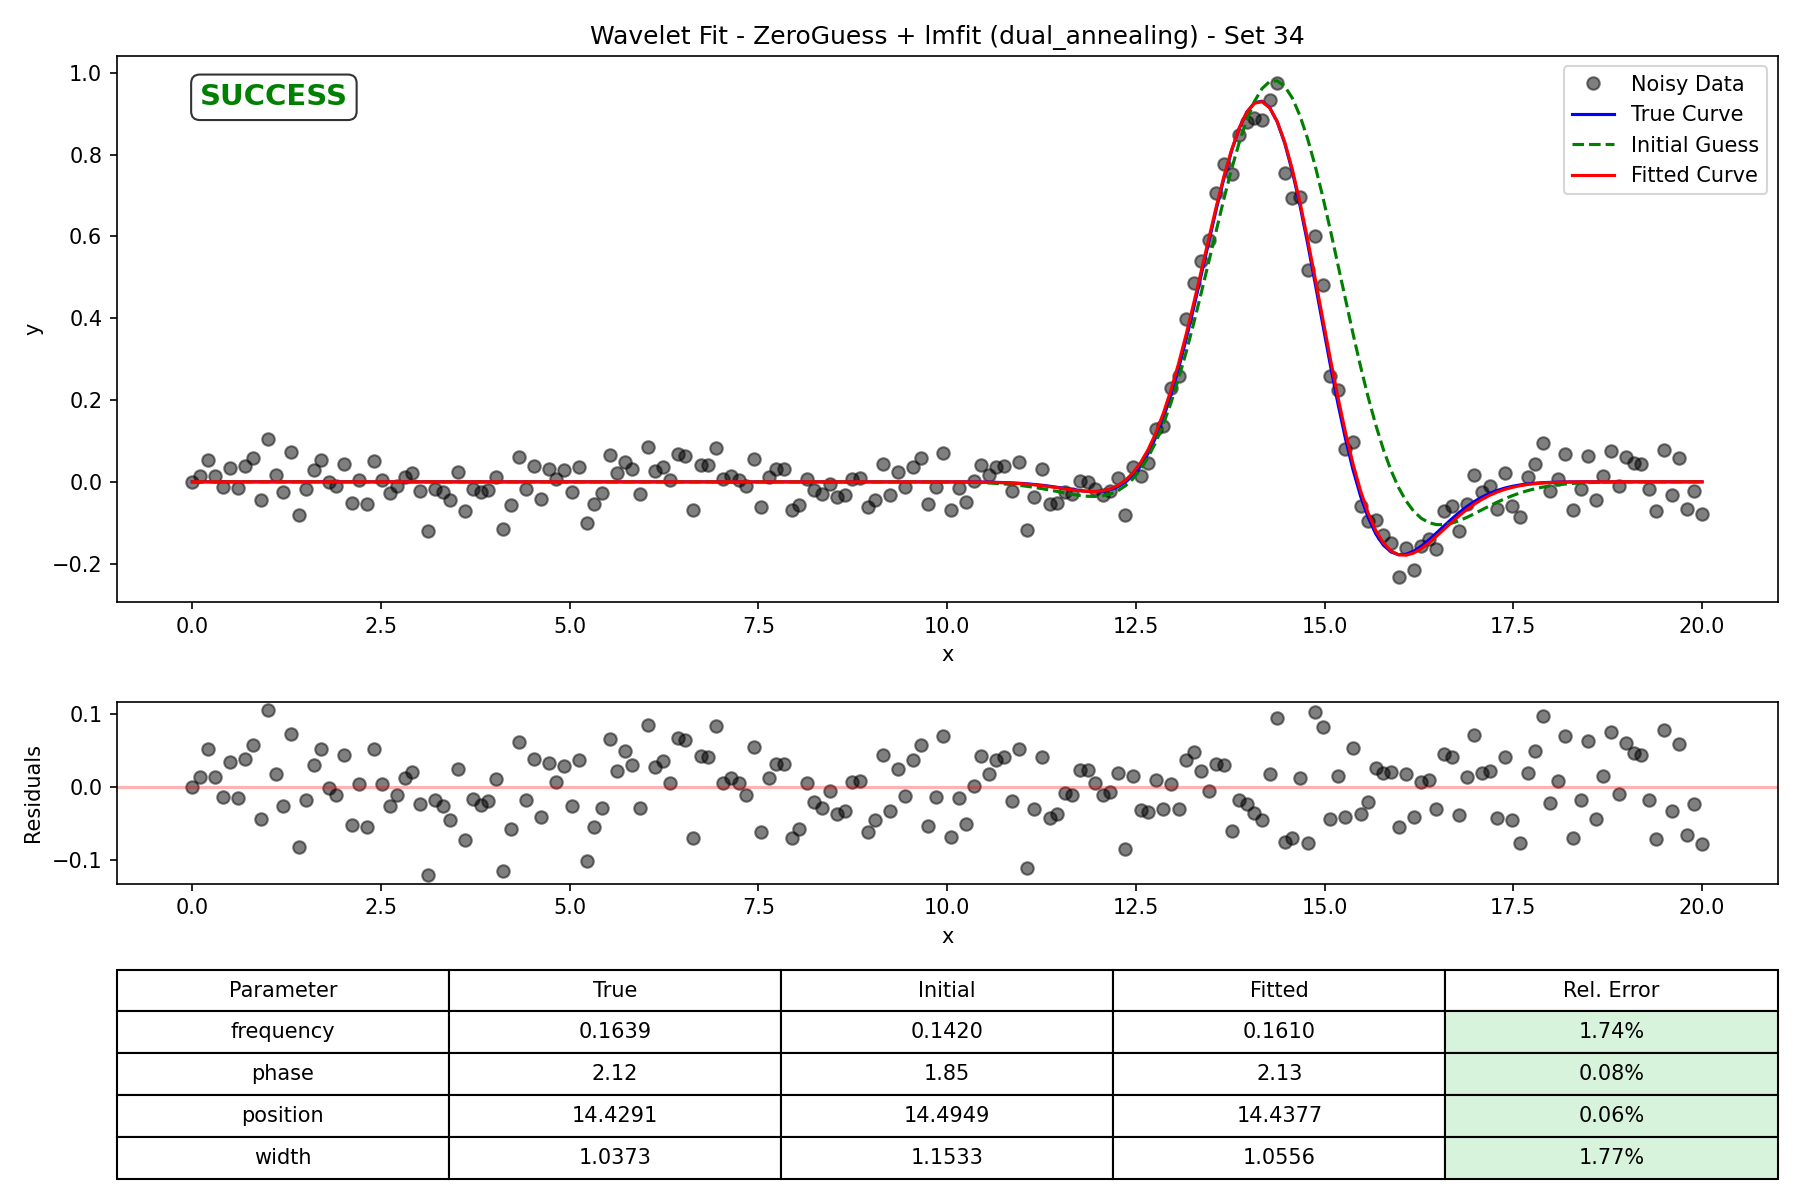 Wavelet Fit - ZeroGuess + lmfit (dual_annealing) - Set 34
SUCCESS
Noisy Data
True Curve
Initial Guess
Fitted Curve
1.0
0.8
0.6
0.4
0.2
0.0
−0.2
y
0.0 2.5 5.0 7.5 10.0 12.5 15.0 17.5 20.0
x
0.1
0.0
−0.1
Residuals
0.0 2.5 5.0 7.5 10.0 12.5 15.0 17.5 20.0
x
Parameter True Initial Fitted Rel. Error
frequency 0.1639 0.1420 0.1610 1.74%
phase 2.12 1.85 2.13 0.08%
position 14.4291 14.4949 14.4377 0.06%
width 1.0373 1.1533 1.0556 1.77%